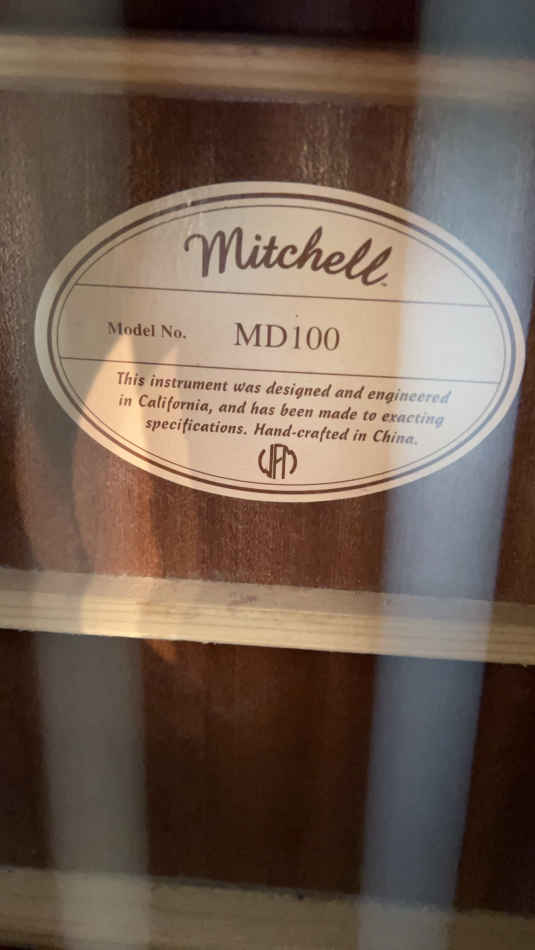 Mitchell
Model No. MD100
This instrument was designed and engineered
in California, and has been made to exacting
specifications. Hand-crafted in China.